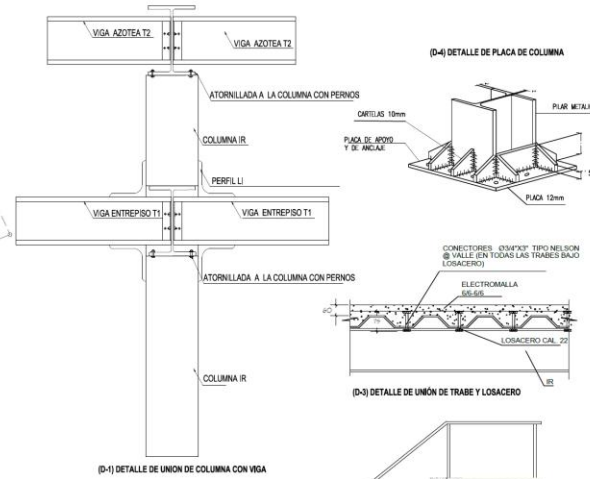 VIGA AZOTEA T2
VIGA AZOTEA T2
ATORNILLADA A LA COLUMNA CON PERNOS
COLUMNA IR
PERFIL LI
VIGA ENTREPISO T1
VIGA ENTREPISO T1
ATORNILLADA A LA COLUMNA CON PERNOS
COLUMNA IR
(D-1) DETALLE DE UNION DE COLUMNA CON VIGA
(D-4) DETALLE DE PLACA DE COLUMNA
CARTELAS 10mm
PILAR METALI
PLACA DE APOYO
Y DE ANCLAJE
PLACA 12mm
CONECTORES Ø3/4"X3" TIPO NELSON
@ VALLE (EN TODAS LAS TRABES BAJO
LOSACERO)
ELECTROMALLA
6/6-6/6
LOSACERO CAL. 22
IR
(D-3) DETALLE DE UNIÓN DE TRABE Y LOSACERO